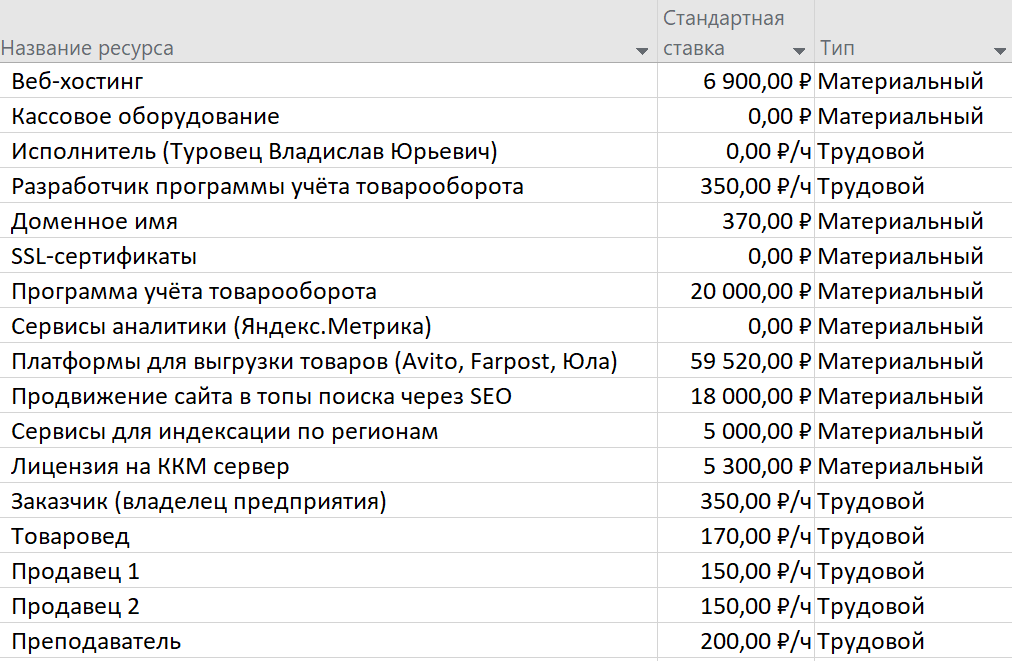 Название ресурса Стандартная ставка Тип
Веб-хостинг 6 900,00 ₽ Материальный
Кассовое оборудование 0,00 ₽ Материальный
Исполнитель (Туровец Владислав Юрьевич) 0,00 ₽/ч Трудовой
Разработчик программы учёта товарооборота 350,00 ₽/ч Трудовой
Доменное имя 370,00 ₽ Материальный
SSL-сертификаты 0,00 ₽ Материальный
Программа учёта товарооборота 20 000,00 ₽ Материальный
Сервисы аналитики (Яндекс.Метрика) 0,00 ₽ Материальный
Платформы для выгрузки товаров (Avito, Farpost, Юла) 59 520,00 ₽ Материальный
Продвижение сайта в топы поиска через SEO 18 000,00 ₽ Материальный
Сервисы для индексации по регионам 5 000,00 ₽ Материальный
Лицензия на ККМ сервер 5 300,00 ₽ Материальный
Заказчик (владелец предприятия) 350,00 ₽/ч Трудовой
Товаровед 170,00 ₽/ч Трудовой
Продавец 1 150,00 ₽/ч Трудовой
Продавец 2 150,00 ₽/ч Трудовой
Преподаватель 200,00 ₽/ч Трудовой